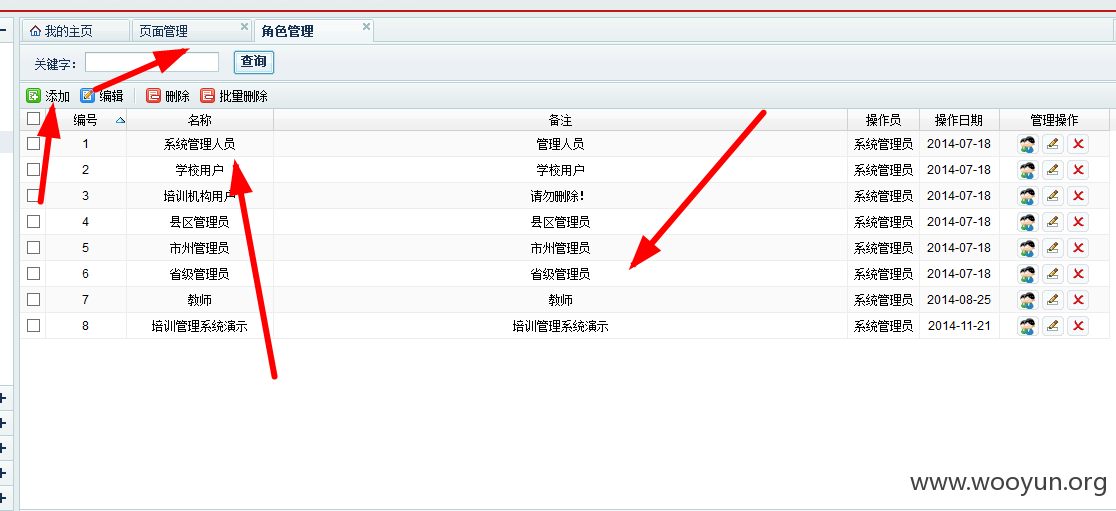 我的主页 页面管理 角色管理
关键字： 查询
添加 编辑 删除 批量删除
编号 名称 备注 操作员 操作日期 管理操作
1 系统管理人员 管理人员 系统管理员 2014-07-18
2 学校用户 学校用户 系统管理员 2014-07-18
3 培训机构用户 请勿删除！ 系统管理员 2014-07-18
4 县区管理员 县区管理员 系统管理员 2014-07-18
5 市州管理员 市州管理员 系统管理员 2014-07-18
6 省级管理员 省级管理员 系统管理员 2014-07-18
7 教师 教师 系统管理员 2014-08-25
8 培训管理系统演示 培训管理系统演示 系统管理员 2014-11-21
www.wooyun.org